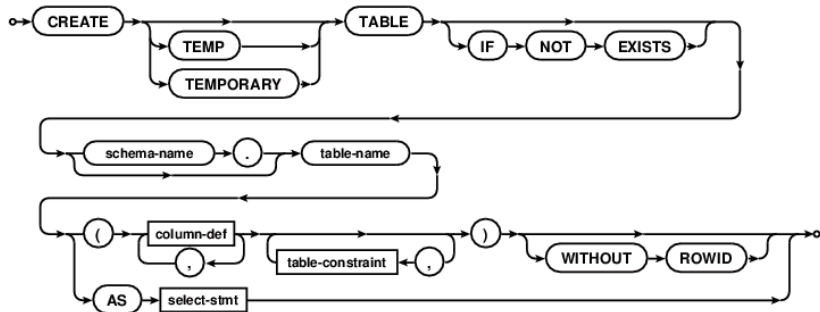 CREATE TABLE
TEMP IF NOT EXISTS
TEMPORARY
schema-name . table-name
( column-def )
, table-constraint , WITHOUT ROWID
AS select-stmt